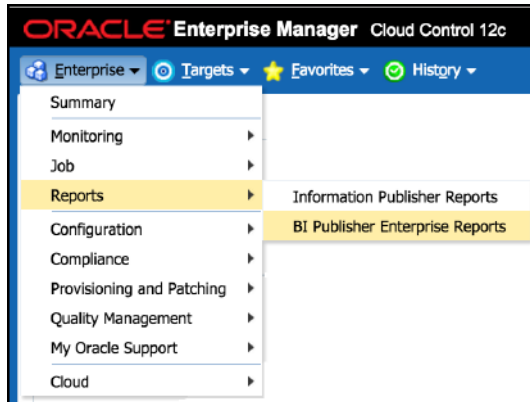 ORACLE Enterprise Manager Cloud Control 12c
Enterprise Targets Favorites History
Summary
Monitoring
Job
Reports
Information Publisher Reports
BI Publisher Enterprise Reports
Configuration
Compliance
Provisioning and Patching
Quality Management
My Oracle Support
Cloud